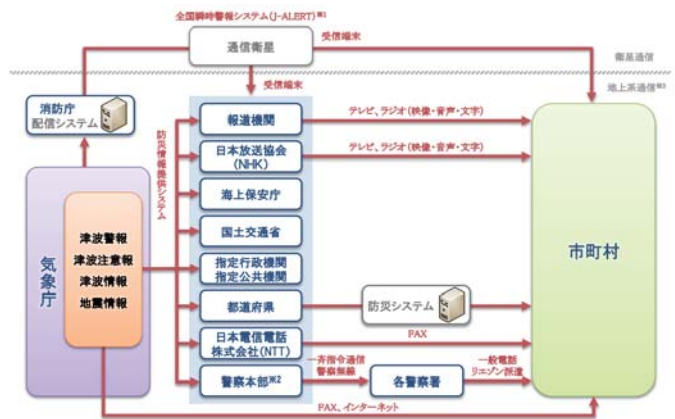 全国瞬時警報システム(J-ALERT)※1
受信端末
通信衛星
衛星通信
地上系通信※3
受信端末
消防庁
配信システム
防災情報提供システム
報道機関
テレビ、ラジオ(映像・音声・文字)
日本放送協会
(NHK)
テレビ、ラジオ(映像・音声・文字)
海上保安庁
国土交通省
気象庁
津波警報
津波注意報
津波情報
地震情報
指定行政機関
指定公共機関
都道府県
防災システム
市町村
日本電信電話
株式会社(NTT)
FAX
警察本部※2
一斉指令通信
警察無線
各警察署
一般電話
リエゾン派遣
FAX、インターネット